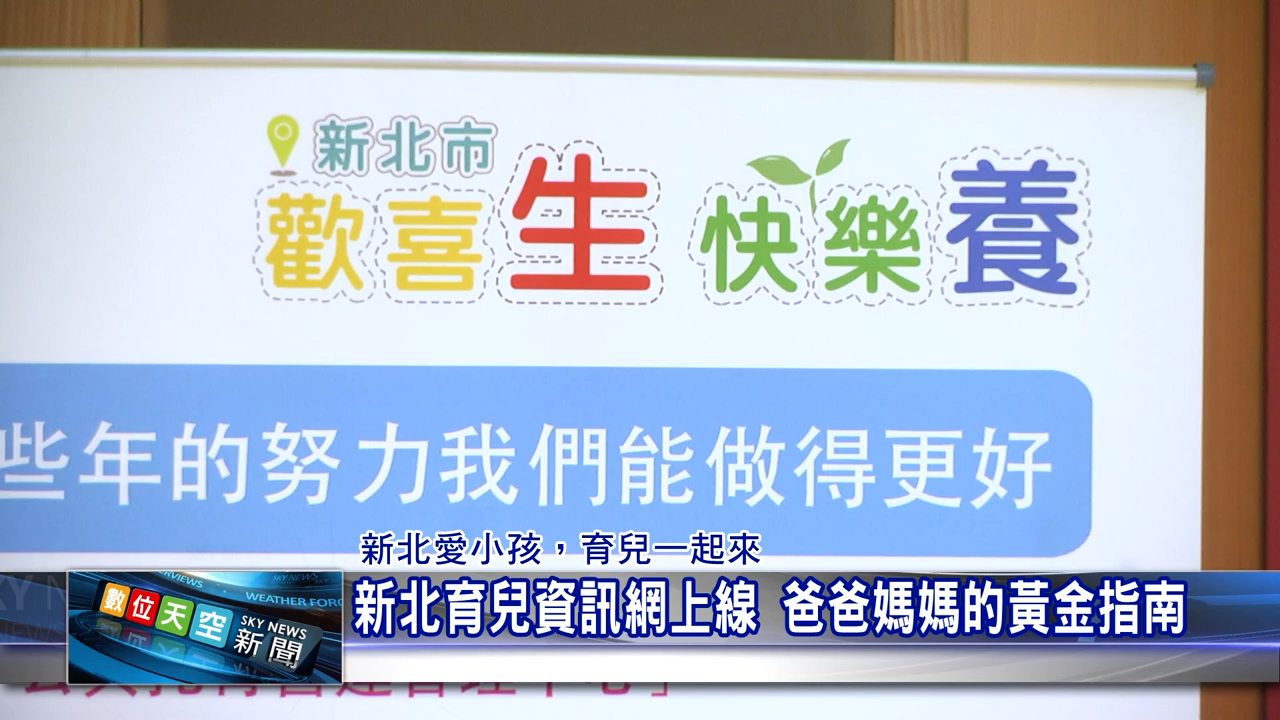 新北市
歡喜生 快樂養
些年的努力我們能做得更好
新北愛小孩，育兒一起來
新北育兒資訊網上線 爸爸媽媽的黃金指南
SKY NEWS
WEATHER FORC
數位天空
SKY NEWS
新聞